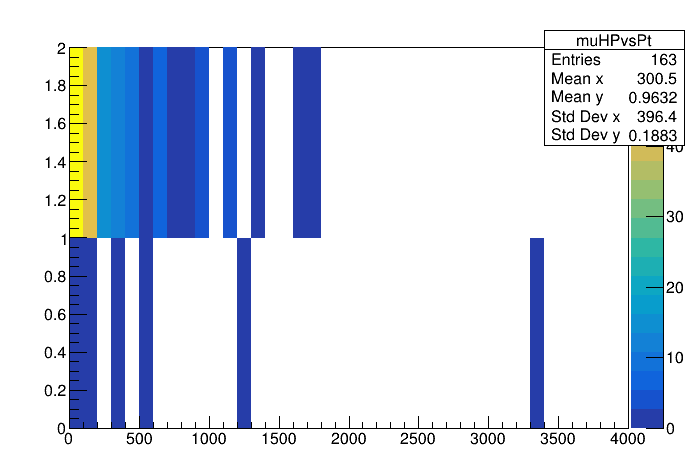 muHPvsPt
Entries 163
Mean x 300.5
Mean y 0.9632
Std Dev x 396.4
Std Dev y 0.1883
2
1.8
1.6
1.4
1.2
1
0.8
0.6
0.4
0.2
0
0 500 1000 1500 2000 2500 3000 3500 4000
40
30
20
10
0